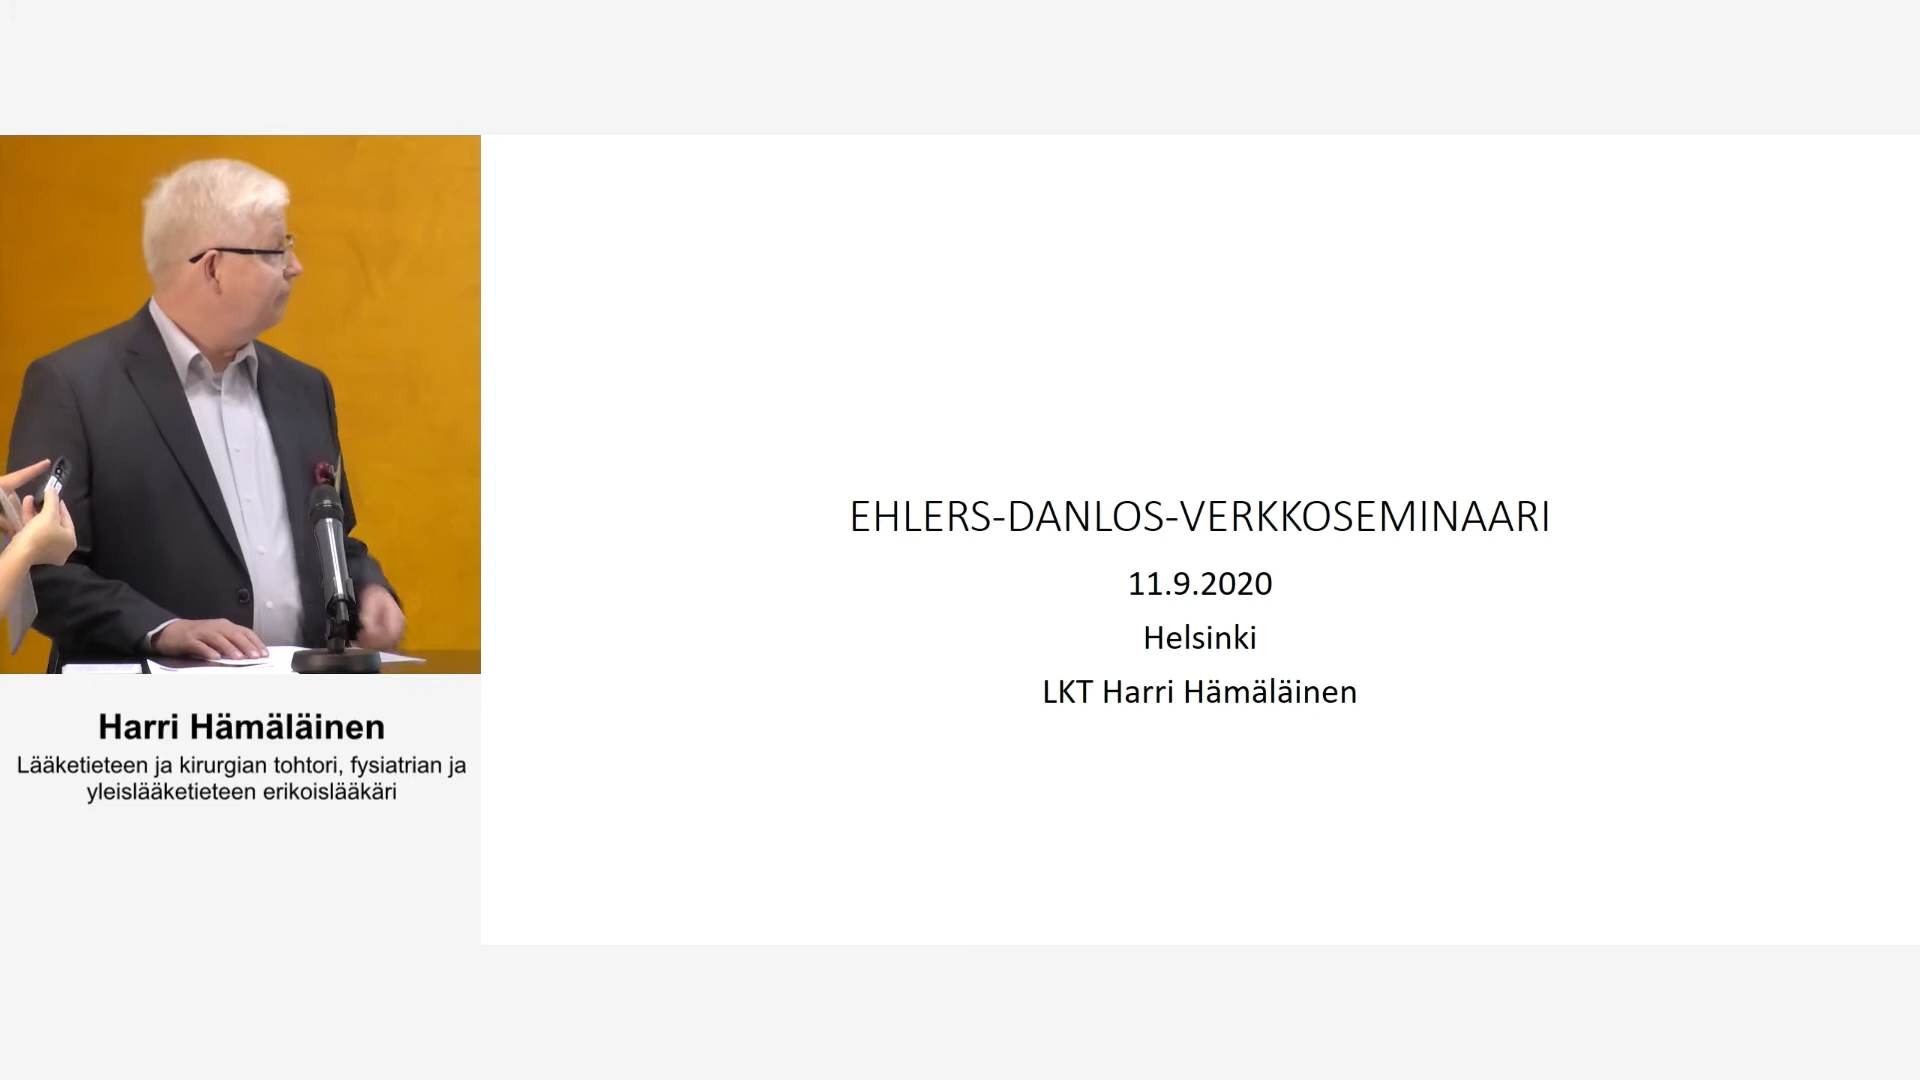 EHLERS-DANLOS-VERKKOSEMINAARI
11.9.2020
Helsinki
LKT Harri Hämäläinen
Harri Hämäläinen
Lääketieteen ja kirurgian tohtori, fysiatrian ja
yleislääketieteen erikoislääkäri